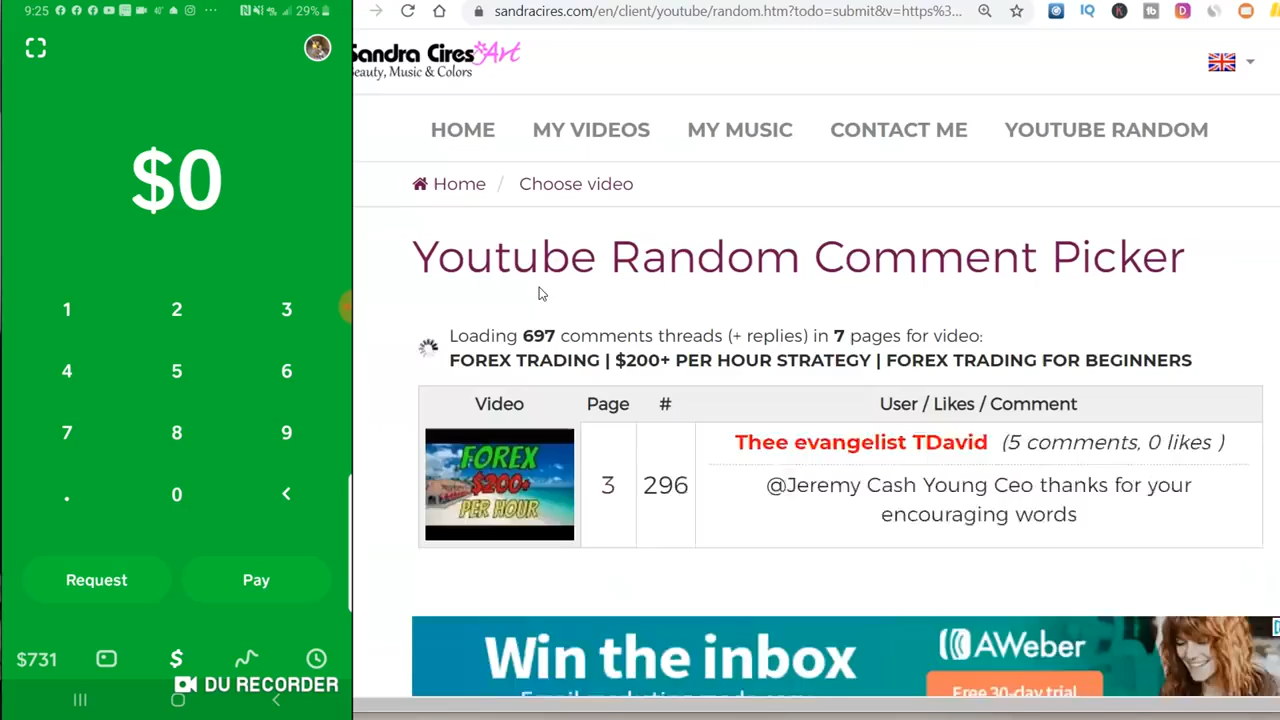 9:25
29%
$0
1 2 3
4 5 6
7 8 9
. 0 <
Request Pay
$731 $
DU RECORDER
sandracires.com/en/client/youtube/random.htm?todo=submit&v=https%3...
Sandra Cires Art
Beauty, Music & Colors
HOME MY VIDEOS MY MUSIC CONTACT ME YOUTUBE RANDOM
Home / Choose video
Youtube Random Comment Picker
Loading 697 comments threads (+ replies) in 7 pages for video:
FOREX TRADING | $200+ PER HOUR STRATEGY | FOREX TRADING FOR BEGINNERS
Video Page # User / Likes / Comment
FOREX
$200+
PER HOUR
3 296
Thee evangelist TDavid (5 comments, 0 likes )
@Jeremy Cash Young Ceo thanks for your
encouraging words
Win the inbox
AWeber
Free 30-day trial